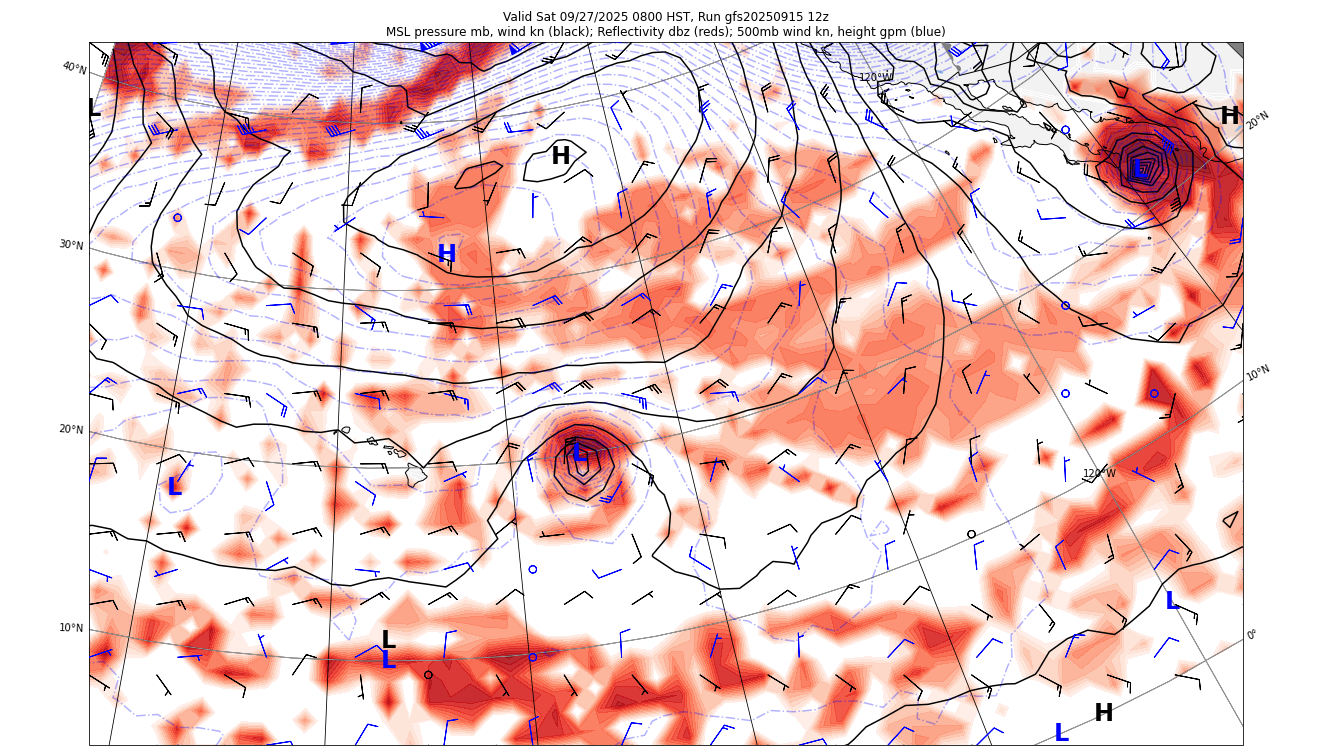 Valid Sat 09/27/2025 0800 HST, Run gfs20250915 12z
MSL pressure mb, wind kn (black); Reflectivity dbz (reds); 500mb wind kn, height gpm (blue)
40°N
120°W
L
H
20°N
H
L
30°N
H
10°N
20°N
L
L
120°W
L
10°N
0°
L
L
H
L